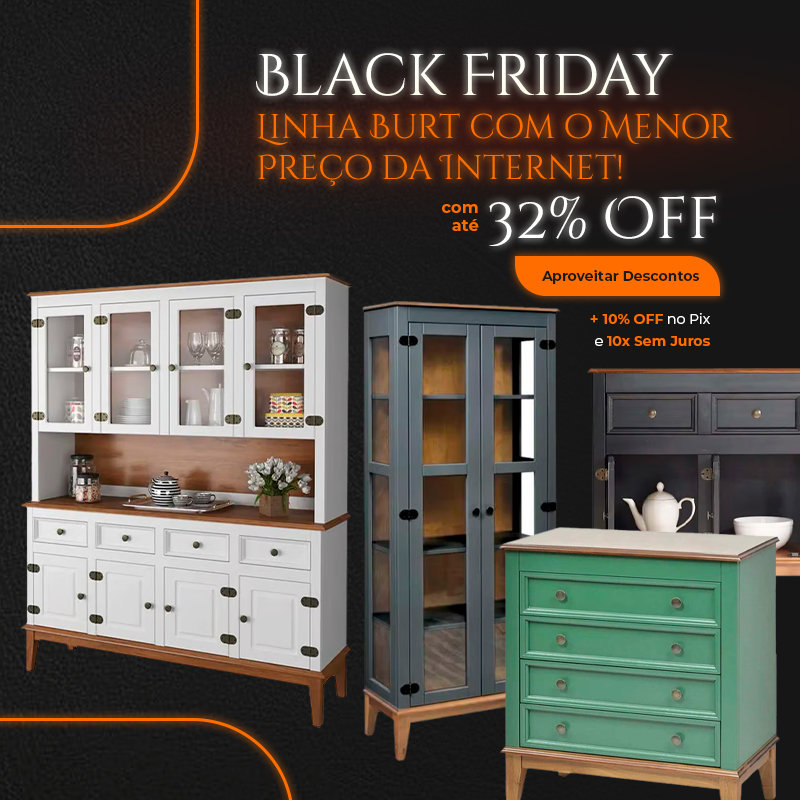 Black Friday
Linha Burt com o Menor
preço da Internet!
com
até
32% Off
Aproveitar Descontos
+ 10% OFF no Pix
e 10x Sem Juros